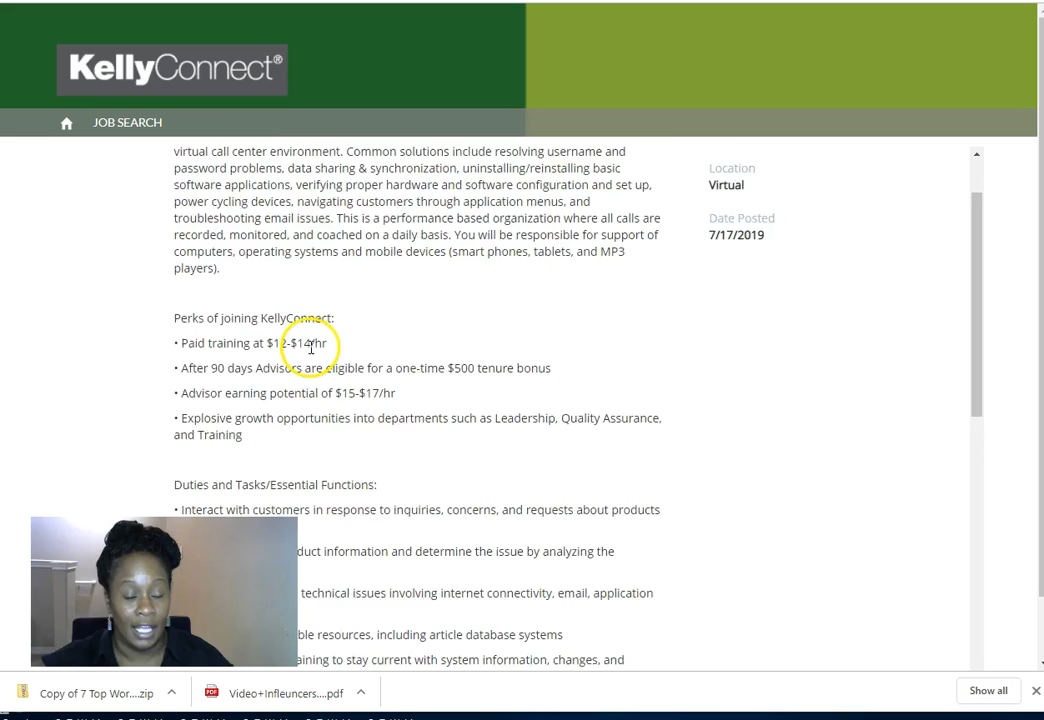 KellyConnect®
JOB SEARCH
virtual call center environment. Common solutions include resolving username and
password problems, data sharing & synchronization, uninstalling/reinstalling basic
software applications, verifying proper hardware and software configuration and set up,
power cycling devices, navigating customers through application menus, and
troubleshooting email issues. This is a performance based organization where all calls are
recorded, monitored, and coached on a daily basis. You will be responsible for support of
computers, operating systems and mobile devices (smart phones, tablets, and MP3
players).
Location
Virtual
Date Posted
7/17/2019
Perks of joining KellyConnect:
• Paid training at $12-$14/hr
• After 90 days Advisors are eligible for a one-time $500 tenure bonus
• Advisor earning potential of $15-$17/hr
• Explosive growth opportunities into departments such as Leadership, Quality Assurance,
and Training
Duties and Tasks/Essential Functions:
• Interact with customers in response to inquiries, concerns, and requests about products
duct information and determine the issue by analyzing the
technical issues involving internet connectivity, email, application
ble resources, including article database systems
aining to stay current with system information, changes, and
Copy of 7 Top Wor....zip
Video+Infleuncers....pdf
Show all